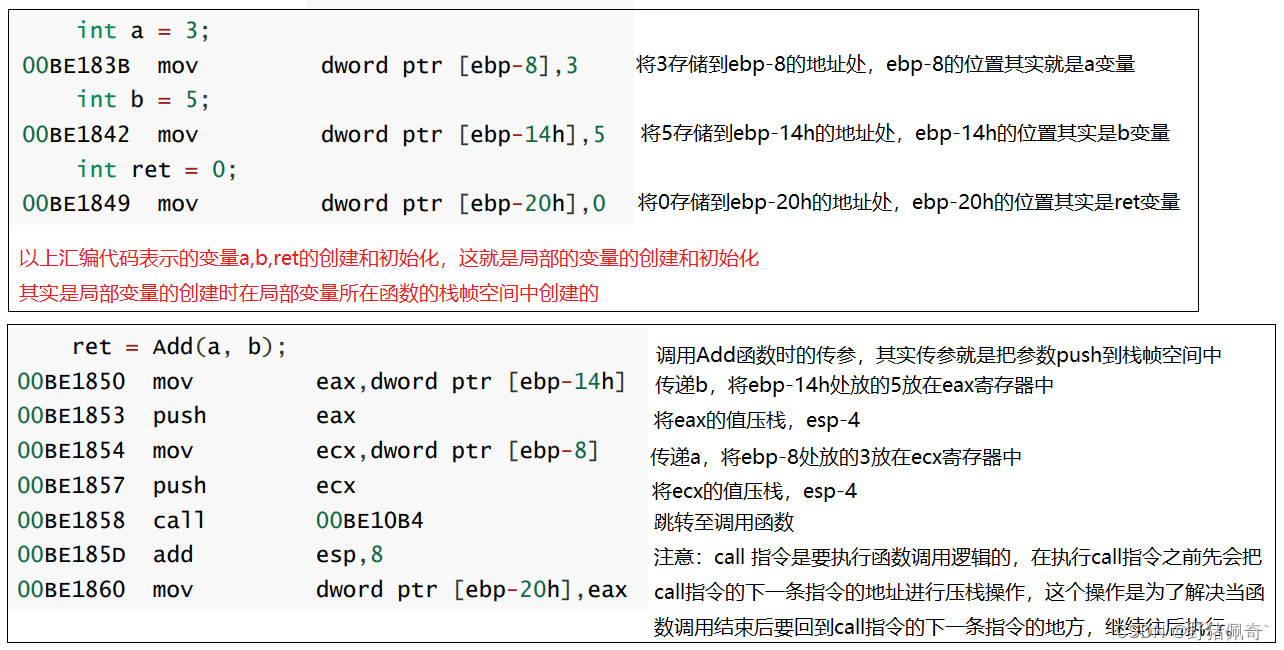 int a = 3;
00BE183B mov dword ptr [ebp-8],3 将3存储到ebp-8的地址处，ebp-8的位置其实就是a变量
int b = 5;
00BE1842 mov dword ptr [ebp-14h],5 将5存储到ebp-14h的地址处，ebp-14h的位置其实是b变量
int ret = 0;
00BE1849 mov dword ptr [ebp-20h],0 将0存储到ebp-20h的地址处，ebp-20h的位置其实是ret变量
以上汇编代码表示的变量a,b,ret的创建和初始化，这就是局部的变量的创建和初始化
其实是局部变量的创建时在局部变量所在函数的栈帧空间中创建的
ret = Add(a, b); 调用Add函数时的传参，其实传参就是把参数push到栈帧空间中
00BE1850 mov eax,dword ptr [ebp-14h] 传递b，将ebp-14h处放的5放在eax寄存器中
00BE1853 push eax 将eax的值压栈，esp-4
00BE1854 mov ecx,dword ptr [ebp-8] 传递a，将ebp-8处放的3放在ecx寄存器中
00BE1857 push ecx 将ecx的值压栈，esp-4
00BE1858 call 00BE10B4 跳转至调用函数
00BE185D add esp,8 注意：call 指令是要执行函数调用逻辑的，在执行call指令之前先会把
00BE1860 mov dword ptr [ebp-20h],eax call指令的下一条指令的地址进行压栈操作，这个操作是为了解决当函
数调用结束后要回到call指令的下一条指令的地方，继续往后执行。
CSDN @野猪佩奇`